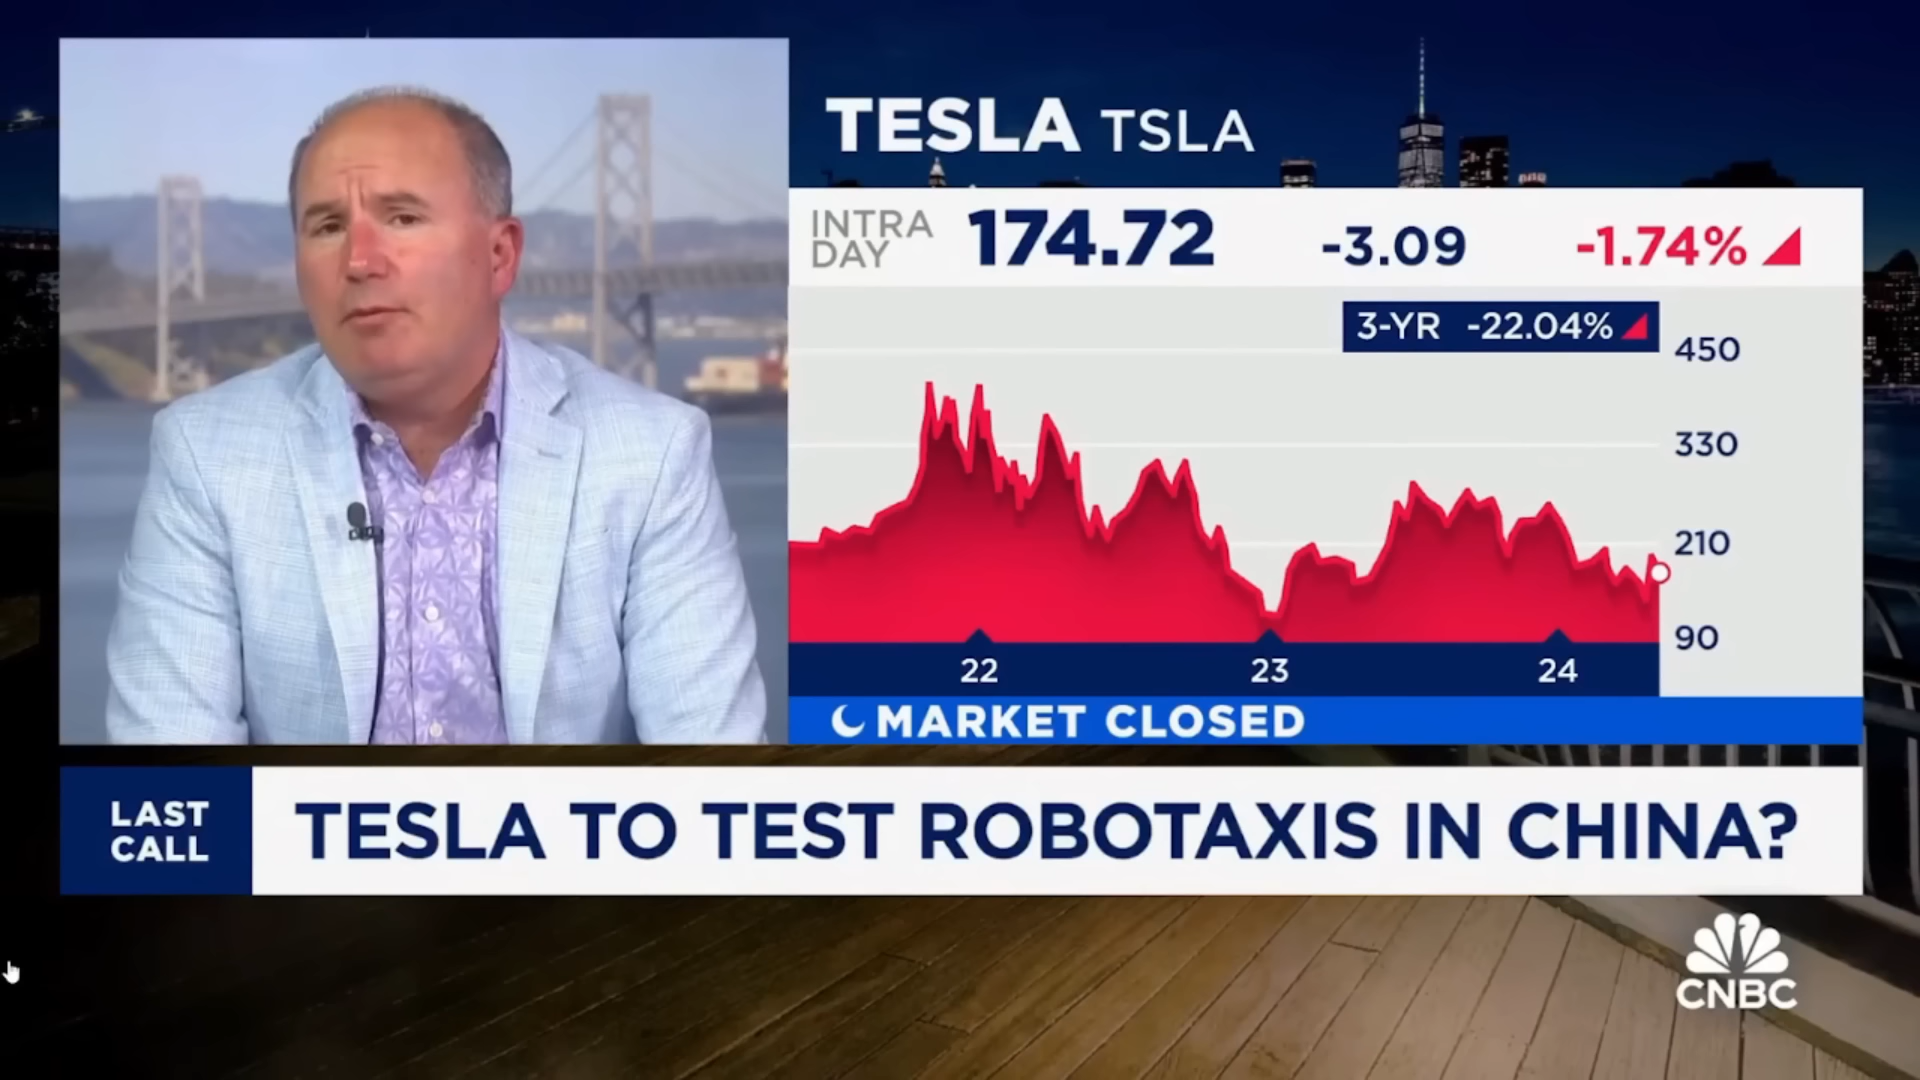 TESLA TSLA
INTRA
DAY
174.72 -3.09 -1.74%
3-YR -22.04%
450
330
210
90
22 23 24
MARKET CLOSED
LAST
CALL
TESLA TO TEST ROBOTAXIS IN CHINA?
CNBC